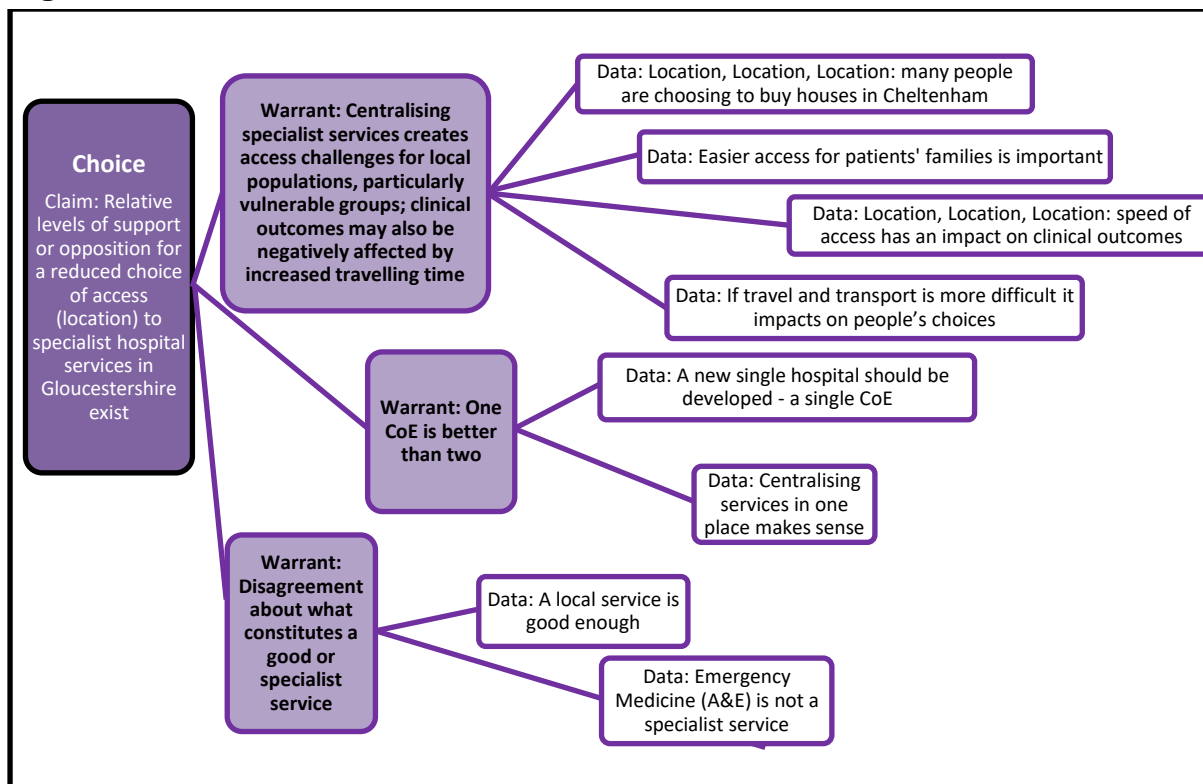 Choice
Claim: Relative
levels of support
or opposition for
a reduced choice
of access
(location) to
specialist hospital
services in
Gloucestershire
exist
Warrant: Centralising
specialist services creates
access challenges for local
populations, particularly
vulnerable groups; clinical
outcomes may also be
negatively affected by
increased travelling time
Data: Location, Location, Location: many people
are choosing to buy houses in Cheltenham
Data: Easier access for patients' families is important
Data: Location, Location, Location: speed of
access has an impact on clinical outcomes
Data: If travel and transport is more difficult it
impacts on people’s choices
Warrant: One
CoE is better
than two
Data: A new single hospital should be
developed - a single CoE
Data: Centralising
services in one
place makes sense
Warrant:
Disagreement
about what
constitutes a
good or
specialist
service
Data: A local service is
good enough
Data: Emergency
Medicine (A&E) is not a
specialist service